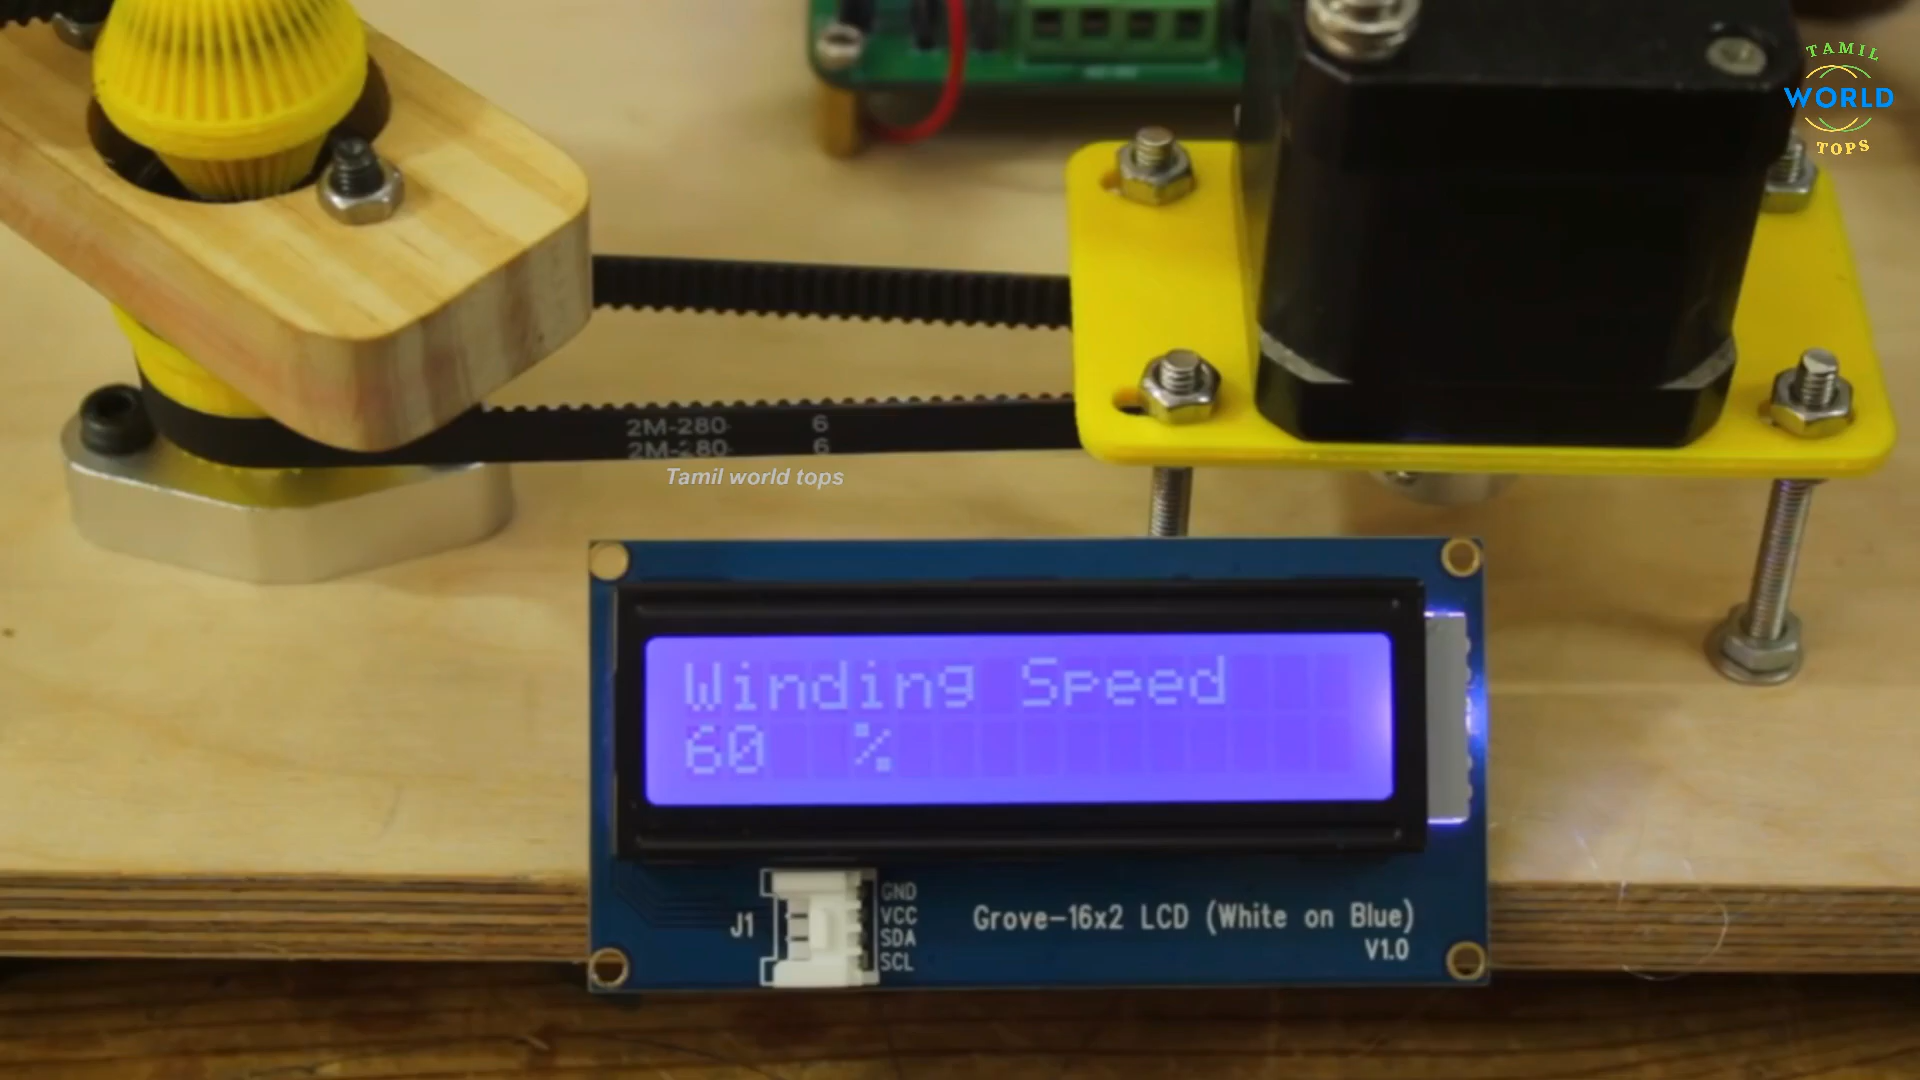 TAMIL
WORLD
TOPS
2M-280 6
2M-280 6
Tamil world tops
Winding Speed
60 %
J1
GND
VCC
SDA
SCL
Grove-16x2 LCD (White on Blue)
V1.0